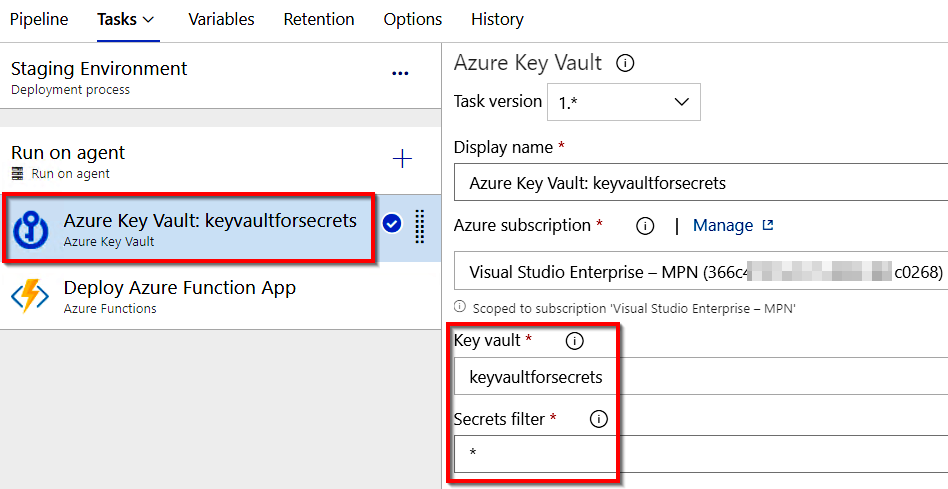 Pipeline Tasks Variables Retention Options History
Staging Environment
Deployment process
Run on agent
Run on agent
Azure Key Vault: keyvaultforsecrets
Azure Key Vault
Deploy Azure Function App
Azure Functions
Azure Key Vault
Task version 1.*
Display name *
Azure Key Vault: keyvaultforsecrets
Azure subscription * | Manage
Visual Studio Enterprise – MPN (366c4 c0268)
Scoped to subscription 'Visual Studio Enterprise – MPN'
Key vault *
keyvaultforsecrets
Secrets filter *
*